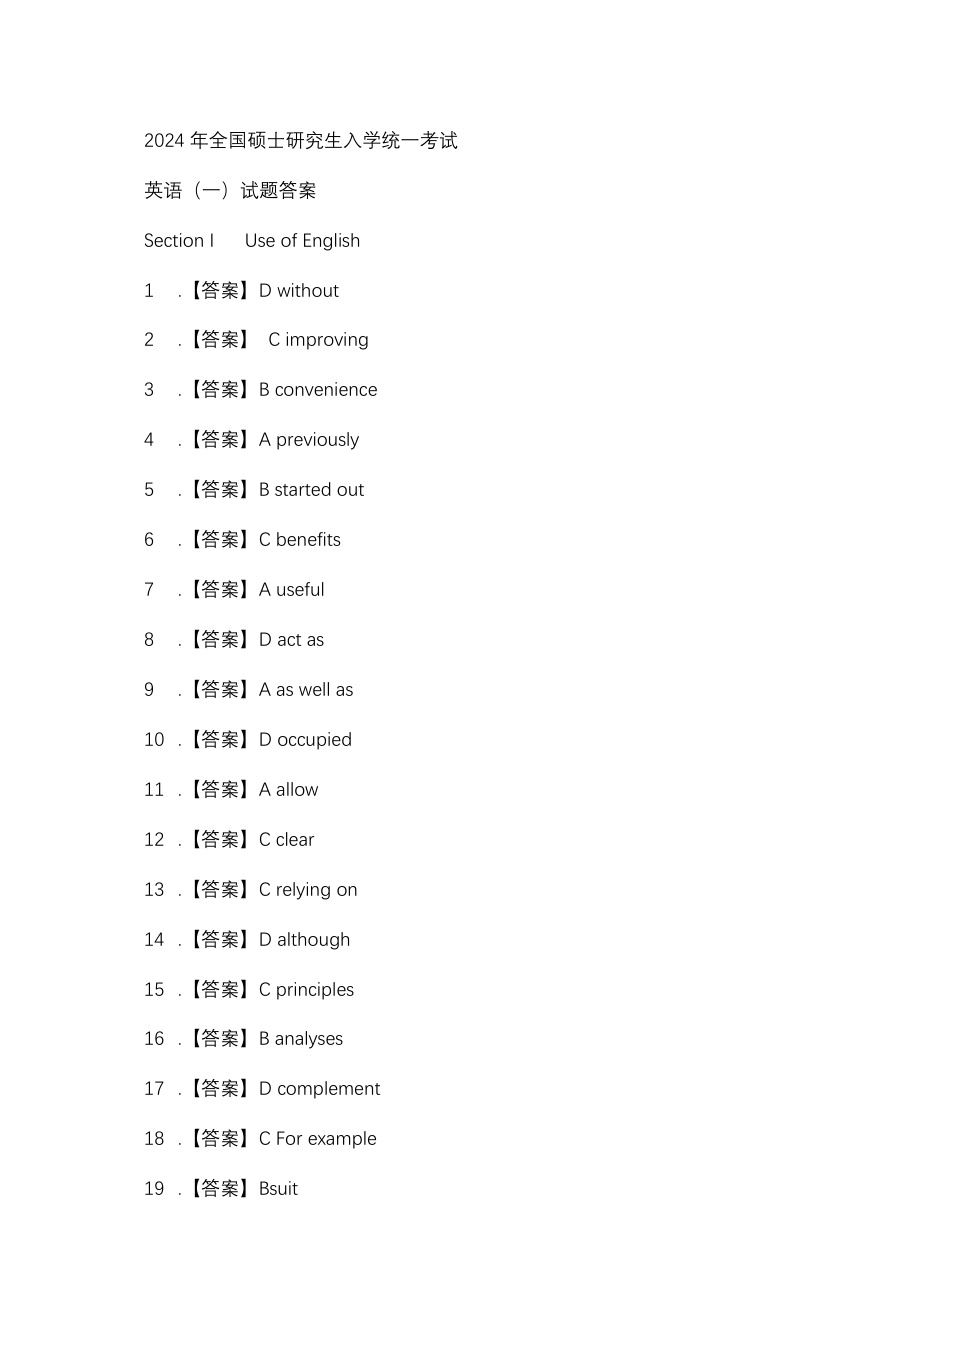 2024 年全国硕士研究生入学统一考试
英语（一）试题答案
Section I Use of English
1 .【答案】D without
2 .【答案】 C improving
3 .【答案】B convenience
4 .【答案】A previously
5 .【答案】B started out
6 .【答案】C benefits
7 .【答案】A useful
8 .【答案】D act as
9 .【答案】A as well as
10 .【答案】D occupied
11 .【答案】A allow
12 .【答案】C clear
13 .【答案】C relying on
14 .【答案】D although
15 .【答案】C principles
16 .【答案】B analyses
17 .【答案】D complement
18 .【答案】C For example
19 .【答案】Bsuit